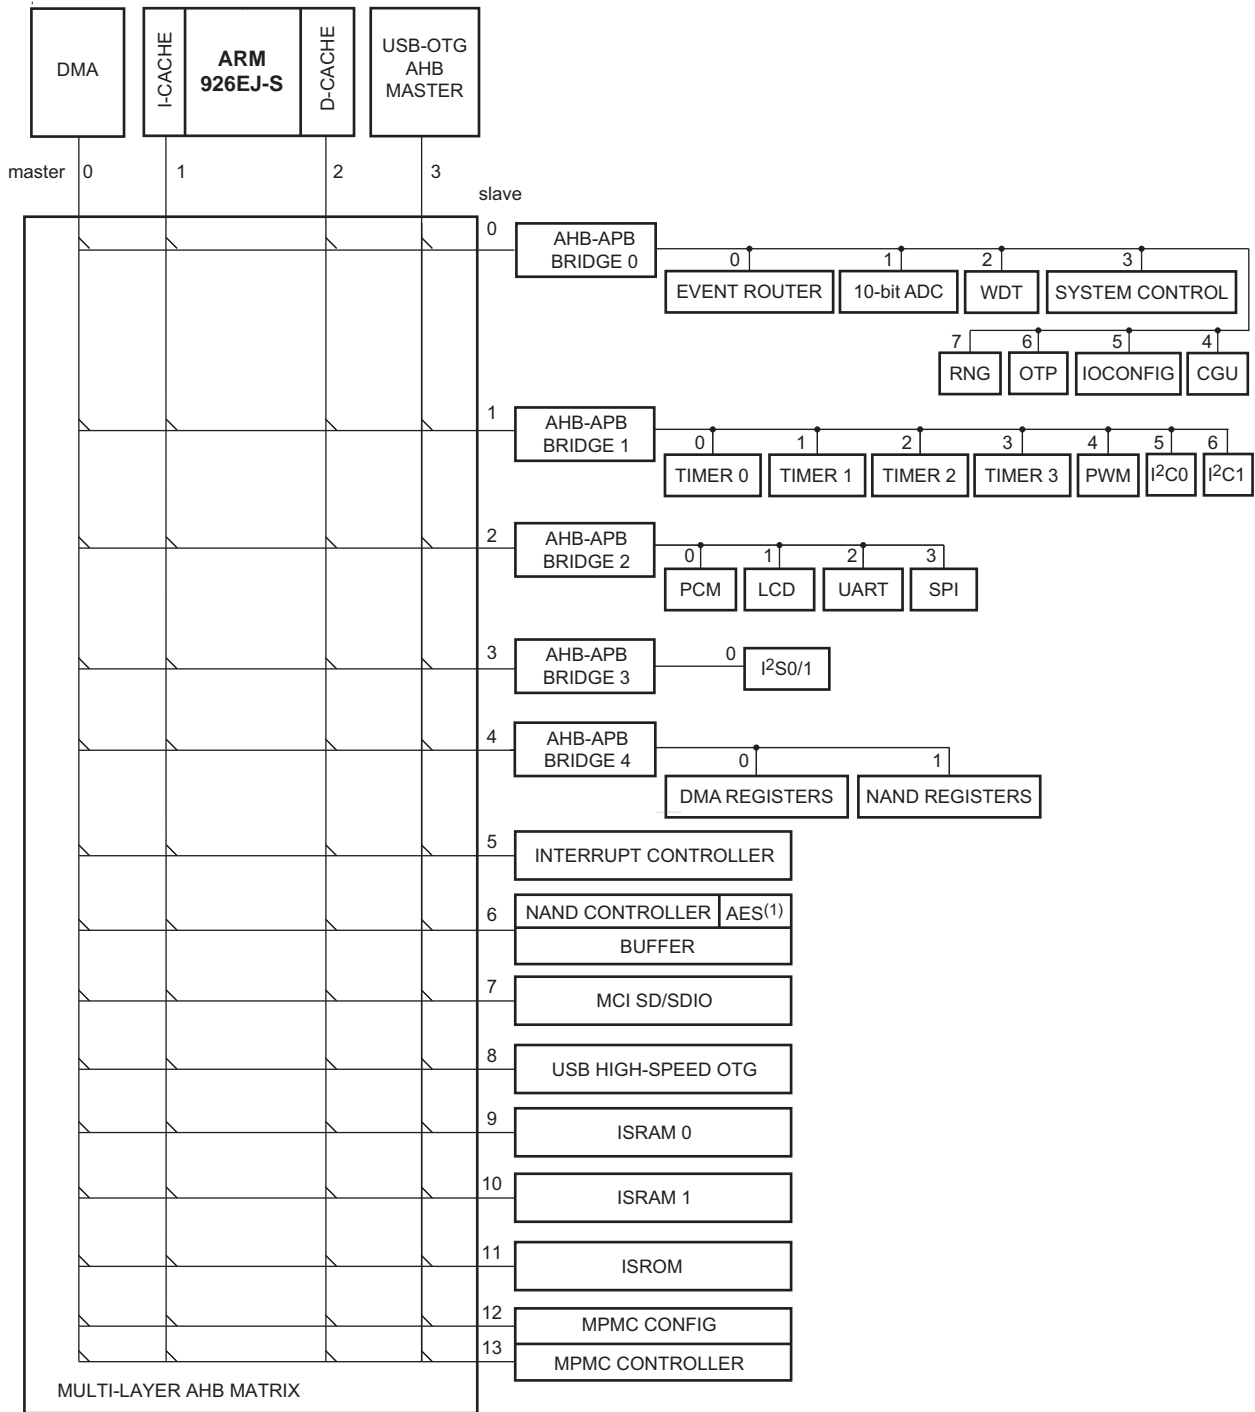 DMA
I-CACHE
ARM
926EJ-S
D-CACHE
USB-OTG
AHB
MASTER
master 0 1 2 3
slave
0
AHB-APB
BRIDGE 0
0 1 2 3
EVENT ROUTER 10-bit ADC WDT SYSTEM CONTROL
7 6 5 4
RNG OTP IOCONFIG CGU
1
AHB-APB
BRIDGE 1
0 1 2 3 4 5 6
TIMER 0 TIMER 1 TIMER 2 TIMER 3 PWM I2C0 I2C1
2
AHB-APB
BRIDGE 2
0 1 2 3
PCM LCD UART SPI
3
AHB-APB
BRIDGE 3
0
I2S0/1
4
AHB-APB
BRIDGE 4
0 1
DMA REGISTERS NAND REGISTERS
5
INTERRUPT CONTROLLER
6
NAND CONTROLLER AES(1)
BUFFER
7
MCI SD/SDIO
8
USB HIGH-SPEED OTG
9
ISRAM 0
10
ISRAM 1
11
ISROM
12
MPMC CONFIG
13
MPMC CONTROLLER
MULTI-LAYER AHB MATRIX